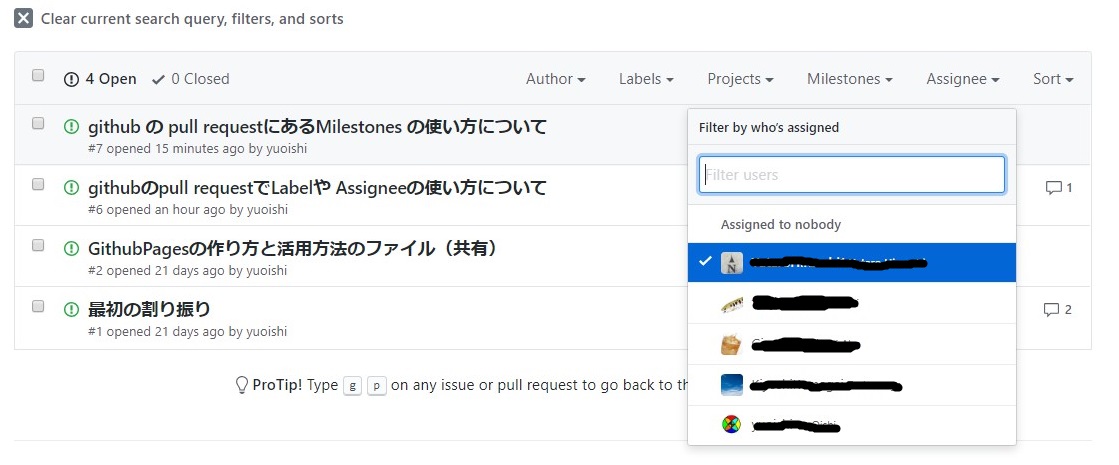 Clear current search query, filters, and sorts
4 Open 0 Closed Author Labels Projects Milestones Assignee Sort
github の pull requestにあるMilestones の使い方について
#7 opened 15 minutes ago by yuoishi
githubのpull requestでLabelや Assigneeの使い方について
1
#6 opened an hour ago by yuoishi
GithubPagesの作り方と活用方法のファイル（共有）
#2 opened 21 days ago by yuoishi
最初の割り振り
2
#1 opened 21 days ago by yuoishi
ProTip! Type g p on any issue or pull request to go back to
Filter by who's assigned
Filter users
Assigned to nobody